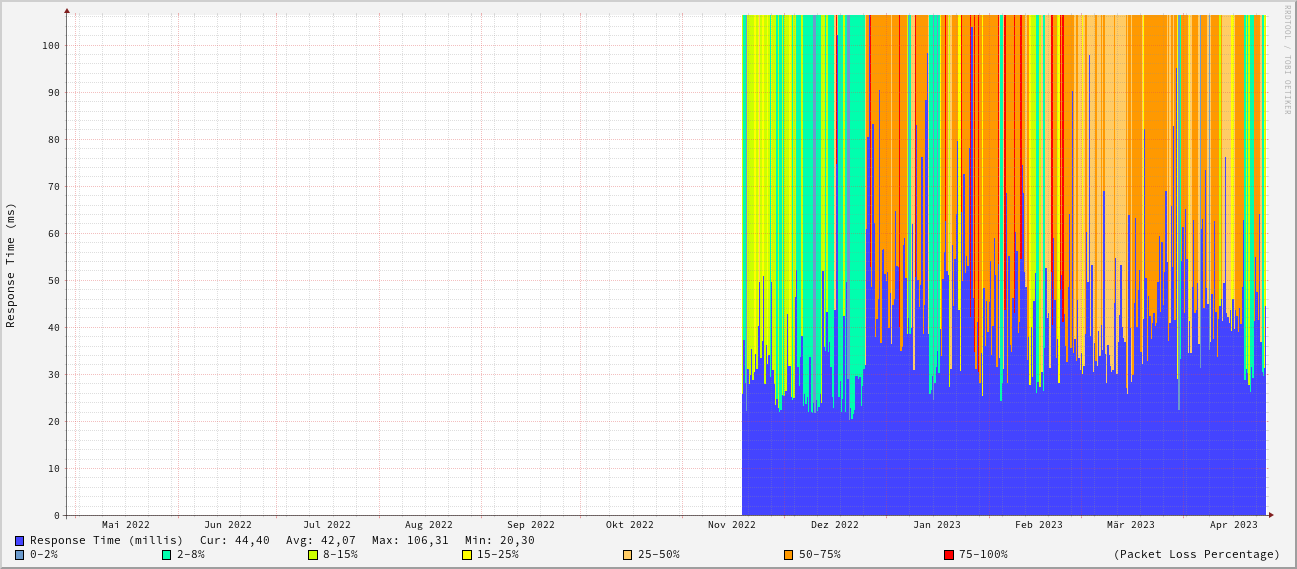 RRDTOOL / TOBI OETIKER
Response Time (ms)
100
90
80
70
60
50
40
30
20
10
0
Mai 2022 Jun 2022 Jul 2022 Aug 2022 Sep 2022 Okt 2022 Nov 2022 Dez 2022 Jan 2023 Feb 2023 Mär 2023 Apr 2023
Response Time (millis) Cur: 44,40 Avg: 42,07 Max: 106,31 Min: 20,30
0-2% 2-8% 8-15% 15-25% 25-50% 50-75% 75-100% (Packet Loss Percentage)